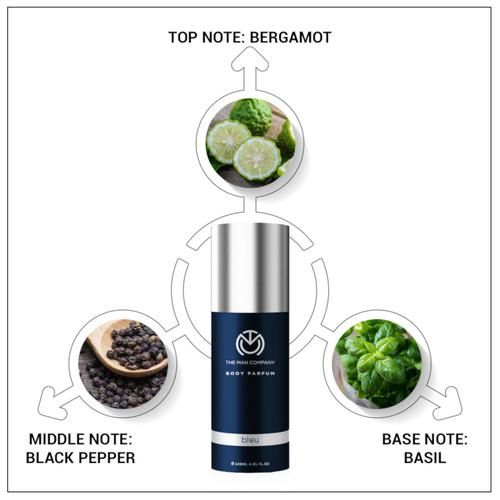 TOP NOTE: BERGAMOT
THE MAN COMPANY
BODY PARFUM
bleu
MIDDLE NOTE:
BLACK PEPPER
BASE NOTE:
BASIL